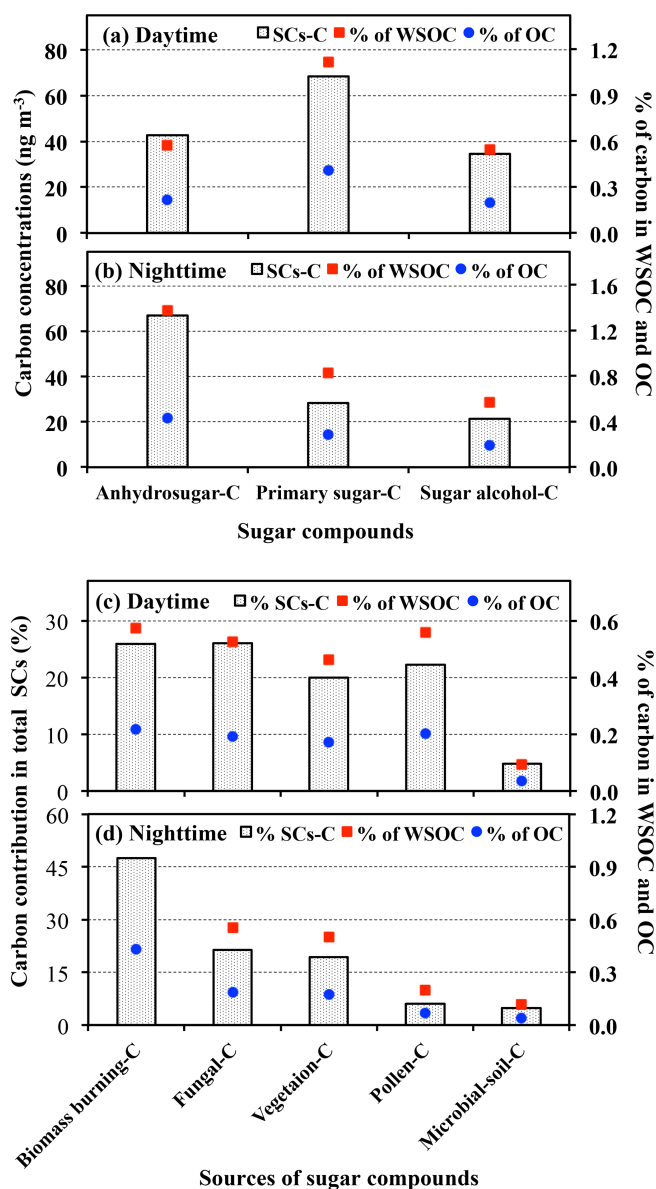 (a) Daytime SCs-C % of WSOC % of OC
80
60
40
20
0
1.2
0.9
0.6
0.3
0.0
(b) Nighttime SCs-C % of WSOC % of OC
80
60
40
20
0
1.6
1.2
0.8
0.4
0.0
Carbon concentrations (ng m-3)
% of carbon in WSOC and OC
Anhydrosugar-C Primary sugar-C Sugar alcohol-C
Sugar compounds
(c) Daytime % SCs-C % of WSOC % of OC
30
20
10
0
0.6
0.4
0.2
0.0
(d) Nighttime % SCs-C % of WSOC % of OC
60
45
30
15
0
1.2
0.9
0.6
0.3
0.0
Carbon contribution in total SCs (%)
% of carbon in WSOC and OC
Biomass burning-C
Fungal-C
Vegetaion-C
Pollen-C
Microbial-soil-C
Sources of sugar compounds